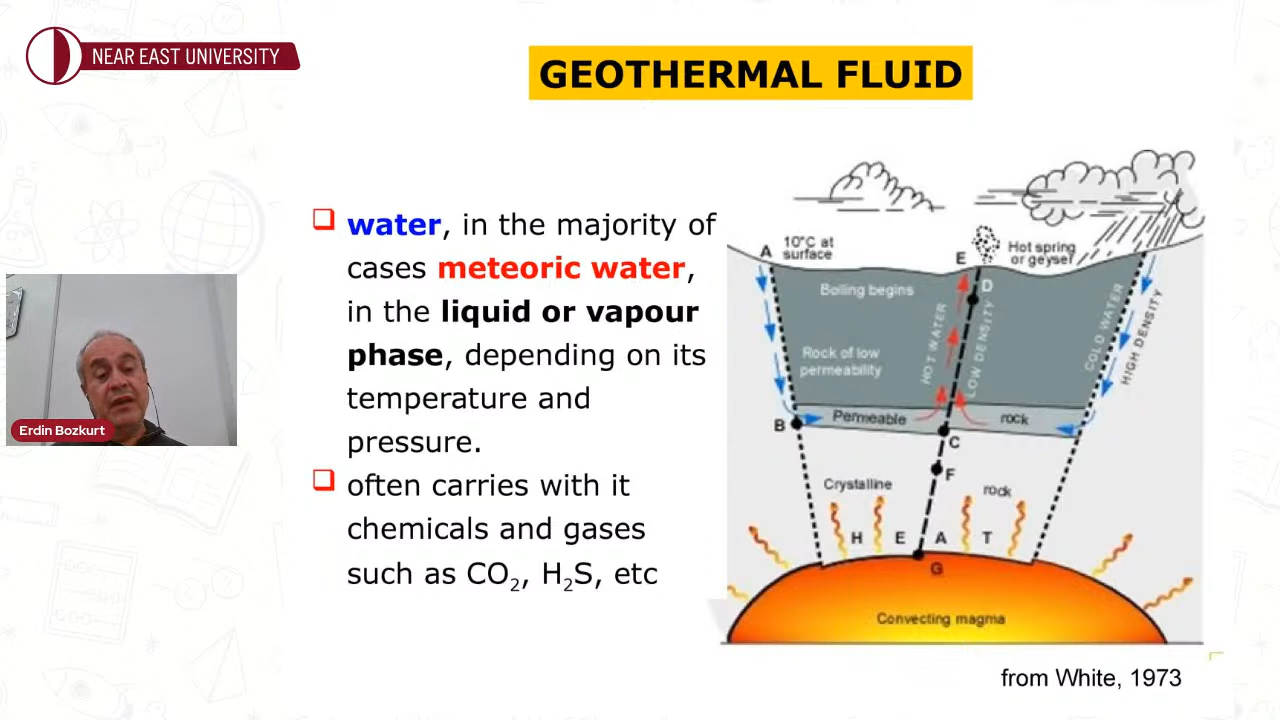 NEAR EAST UNIVERSITY
GEOTHERMAL FLUID
water, in the majority of
cases meteoric water,
in the liquid or vapour
phase, depending on its
temperature and
pressure.
often carries with it
chemicals and gases
such as CO₂, H₂S, etc
Erdin Bozkurt
A
10°C at
surface
E
Hot spring
or geyser
Boiling begins
D
HOT WATER
LOW DENSITY
COLD WATER
HIGH DENSITY
Rock of low
permeability
B
Permeable rock
C
F
Crystalline rock
H E A T
G
Convecting magma
from White, 1973